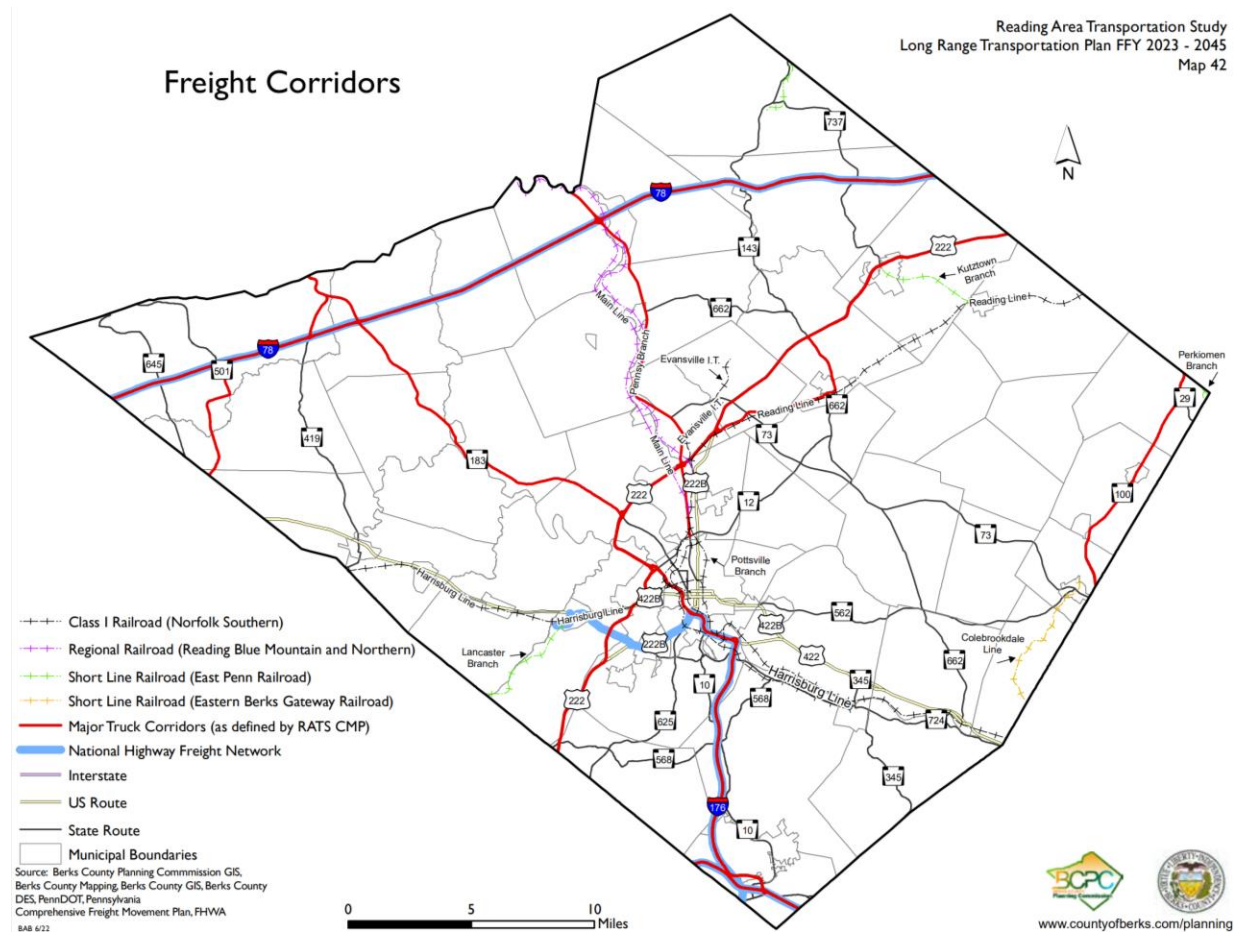 Reading Area Transportation Study
Long Range Transportation Plan FFY 2023 - 2045
Map 42
Freight Corridors
N
737
78
143
222
Kutztown
Branch
Reading Line
Main Line
662
Pennsy Branch
Evansville I.T.
Perkiomen
Branch
645
78
501
29
662
Reading Line
Evansville I.T.
73
419
Main Line
183
222
222B
12
100
73
Pottsville
Branch
Harrisburg Line
422B
Harrisburg Line
562
422B
222B
422
Colebrookdale
Line
662
Lancaster
Branch
Harrisburg Line
345
10
568
222
625
724
568
345
176
10
Class I Railroad (Norfolk Southern)
Regional Railroad (Reading Blue Mountain and Northern)
Short Line Railroad (East Penn Railroad)
Short Line Railroad (Eastern Berks Gateway Railroad)
Major Truck Corridors (as defined by RATS CMP)
National Highway Freight Network
Interstate
US Route
State Route
Municipal Boundaries
Source: Berks County Planning Commmission GIS,
Berks County Mapping, Berks County GIS, Berks County
DES, PennDOT, Pennsylvania
Comprehensive Freight Movement Plan, FHWA
BAB 6/22
0 5 10
Miles
BCPC
Planning Commission
www.countyofberks.com/planning